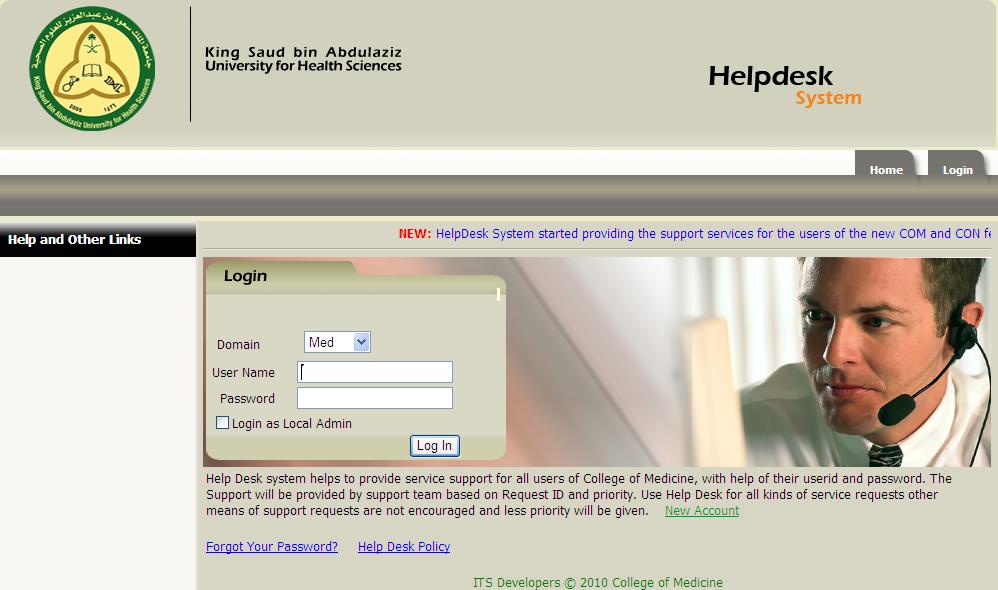 جامعة الملك سعود بن عبدالعزيز للعلوم الصحية
King Saud bin Abdulaziz University for Health Sciences
2005 ١٤٢٦
King Saud bin Abdulaziz
University for Health Sciences
Helpdesk
System
Home Login
Help and Other Links
NEW: HelpDesk System started providing the support services for the users of the new COM and CON fe
Login
Domain Med
User Name
Password
Login as Local Admin
Log In
Help Desk system helps to provide service support for all users of College of Medicine, with help of their userid and password. The
Support will be provided by support team based on Request ID and priority. Use Help Desk for all kinds of service requests other
means of support requests are not encouraged and less priority will be given. New Account
Forgot Your Password? Help Desk Policy
ITS Developers © 2010 College of Medicine